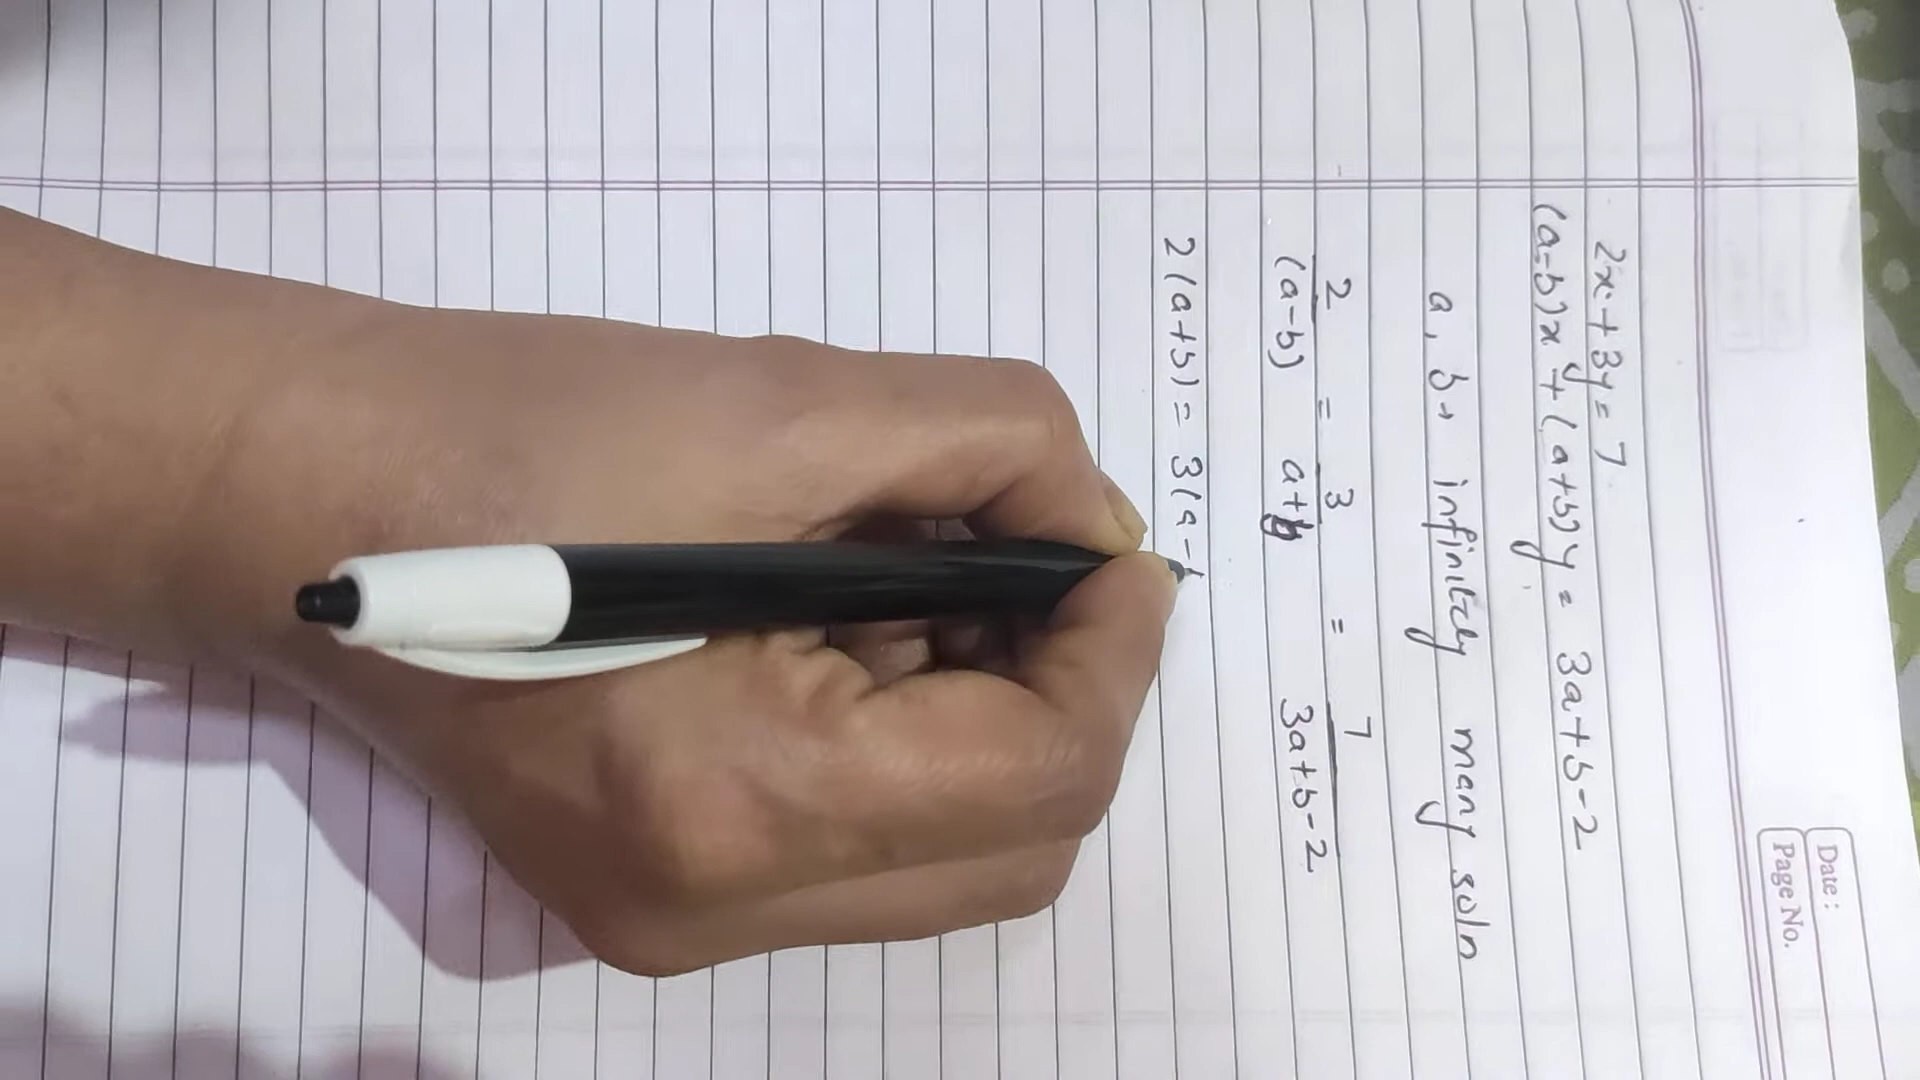 Date:
Page No.
2x + 3y = 7
(a-b)x + (a+b)y = 3a+b-2
a, b → infinitely many soln
2/(a-b) = 3/a+b = 7/3a+b-2
2(a+b) = 3(a-